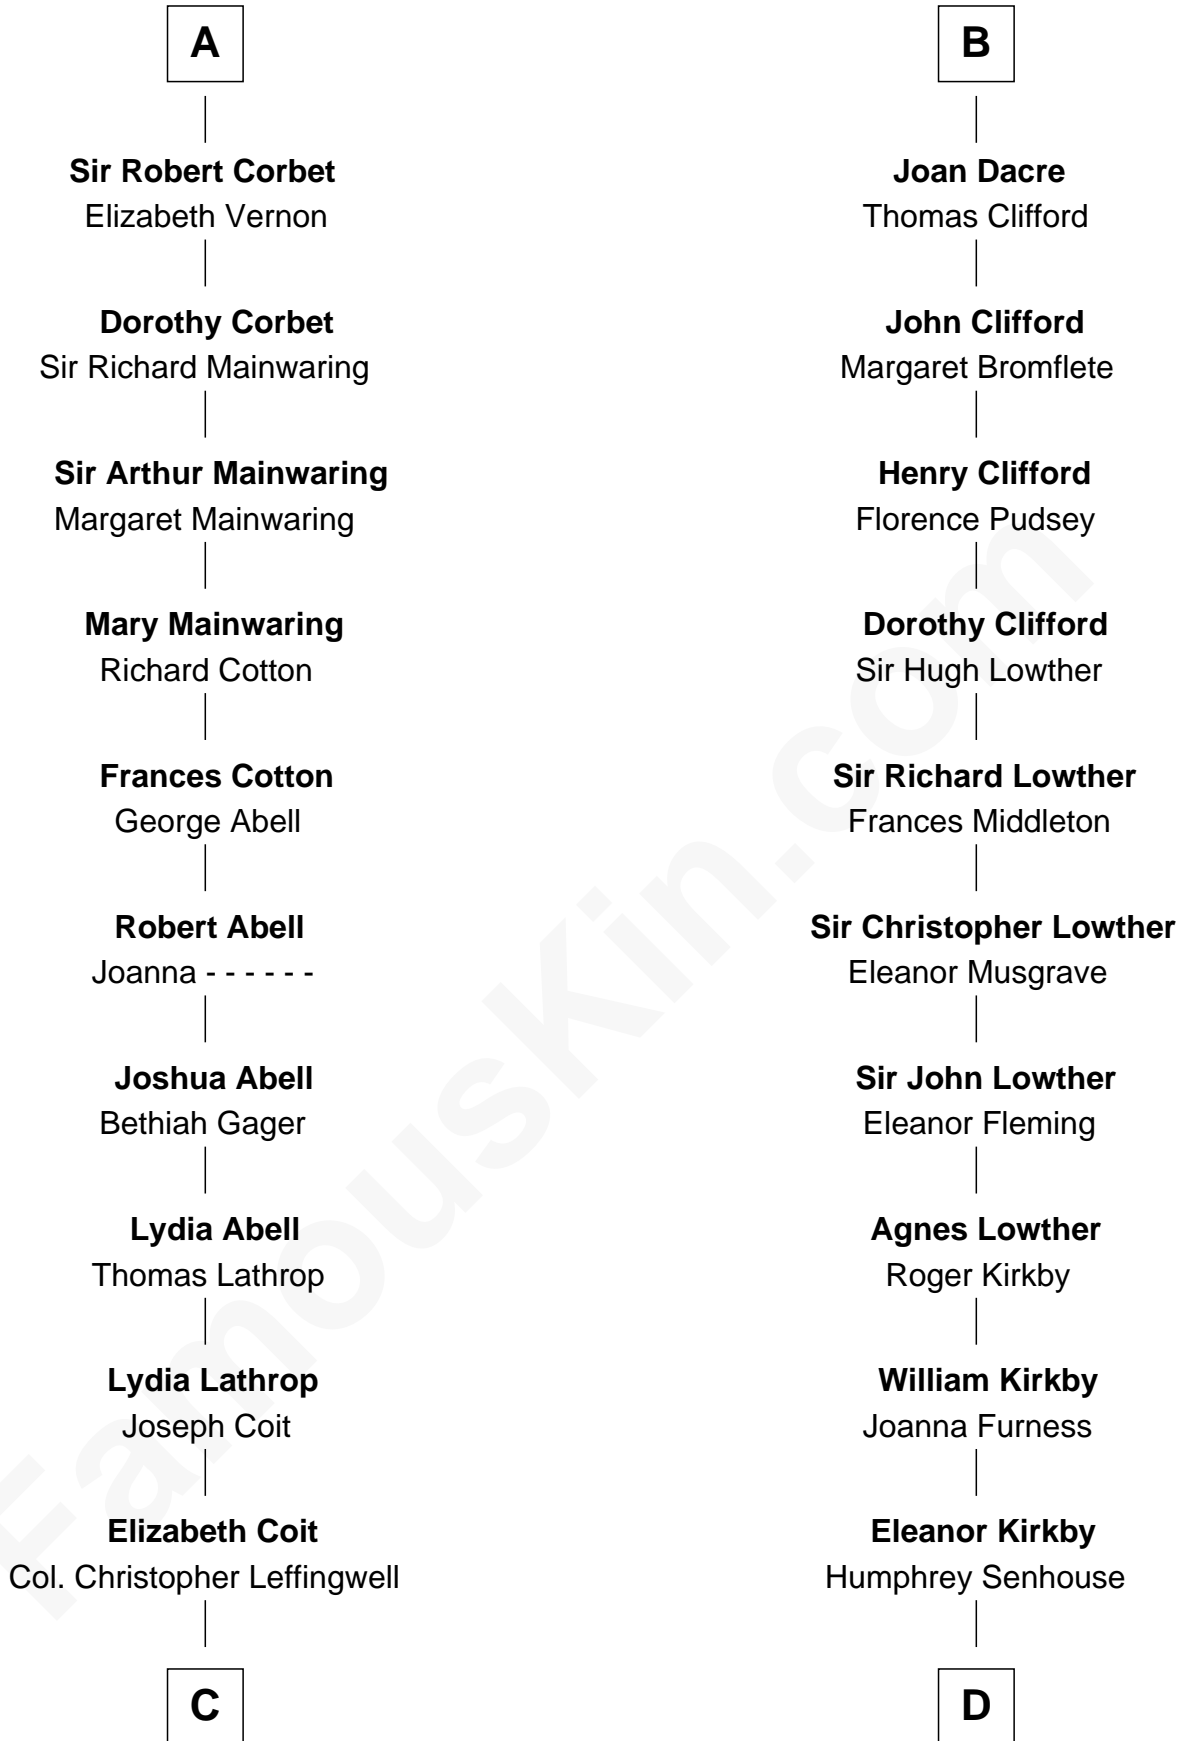 A
Sir Robert Corbet
Elizabeth Vernon
Dorothy Corbet
Sir Richard Mainwaring
Sir Arthur Mainwaring
Margaret Mainwaring
Mary Mainwaring
Richard Cotton
Frances Cotton
George Abell
Robert Abell
Joanna - - - - - -
Joshua Abell
Bethiah Gager
Lydia Abell
Thomas Lathrop
Lydia Lathrop
Joseph Coit
Elizabeth Coit
Col. Christopher Leffingwell
C
B
Joan Dacre
Thomas Clifford
John Clifford
Margaret Bromflete
Henry Clifford
Florence Pudsey
Dorothy Clifford
Sir Hugh Lowther
Sir Richard Lowther
Frances Middleton
Sir Christopher Lowther
Eleanor Musgrave
Sir John Lowther
Eleanor Fleming
Agnes Lowther
Roger Kirkby
William Kirkby
Joanna Furness
Eleanor Kirkby
Humphrey Senhouse
D
FamousKin.com